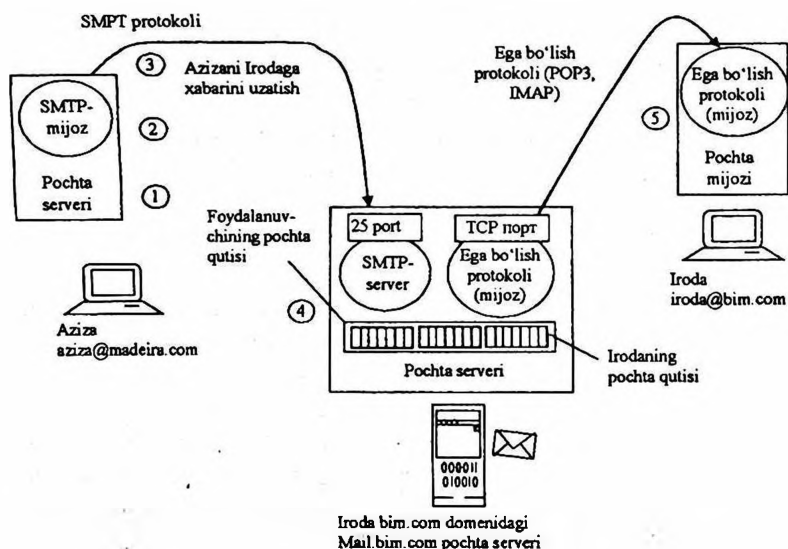 SMPT protokoli
3
Azizani Irodaga
xabarini uzatish
SMTP-
mijoz
2
Pochta
serveri
1
Aziza
aziza@madeira.com
Ega bo‘lish
protokoli (POP3,
IMAP)
Ega bo‘lish
protokoli
(mijoz)
5
Pochta
mijozi
Iroda
iroda@bim.com
Foydalanuv-
chining pochta
qutisi
25 port
SMTP-
server
TCP порт
Ega bo‘lish
protokoli
(mijoz)
4
Pochta serveri
Irodaning
pochta qutisi
000011
010010
Iroda bim.com domenidagi
Mail.bim.com pochta serveri